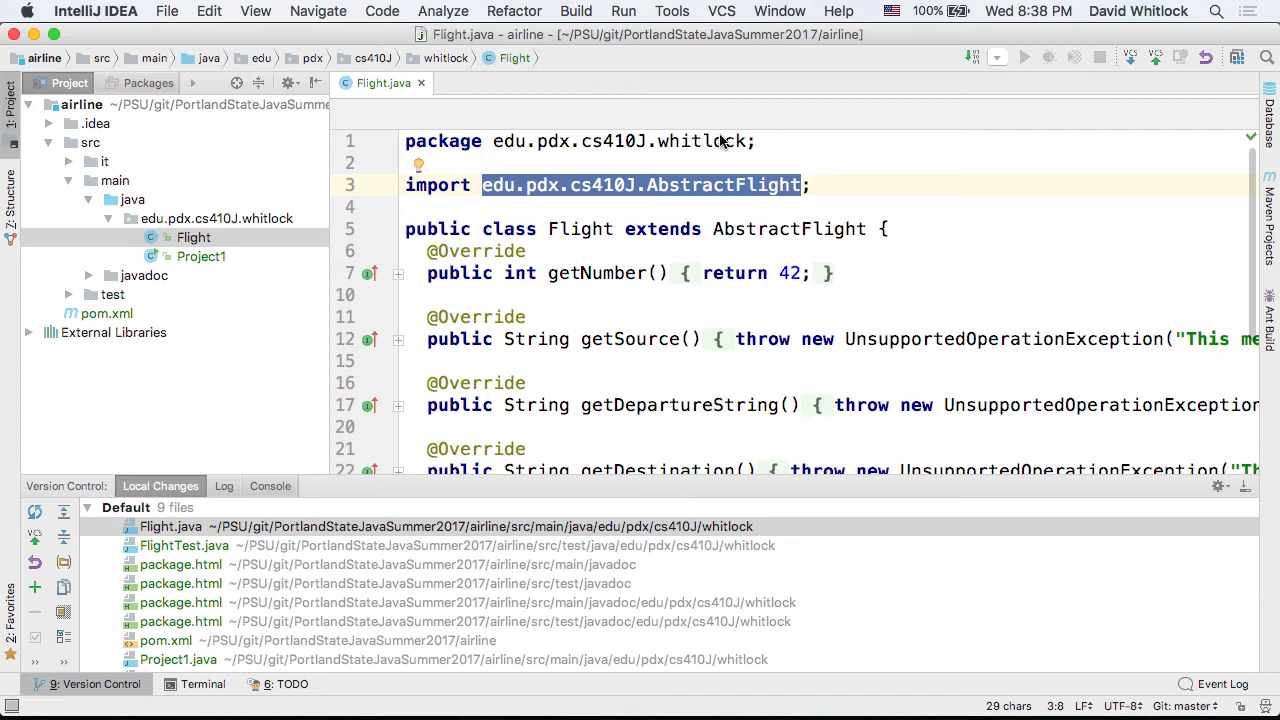 IntelliJ IDEA File Edit View Navigate Code Analyze Refactor Build Run Tools VCS Window Help 100% Wed 8:38 PM David Whitlock
Flight.java - airline - [~/PSU/git/PortlandStateJavaSummer2017/airline]
airline src main java edu pdx cs410J whitlock Flight
Project Packages
Flight.java
1: Project
Z: Structure
2: Favorites
airline ~/PSU/git/PortlandStateJavaSumme
.idea
src
it
main
java
edu.pdx.cs410J.whitlock
Flight
Project1
javadoc
test
pom.xml
External Libraries
1 package edu.pdx.cs410J.whitlock;
2
3 import edu.pdx.cs410J.AbstractFlight;
4
5 public class Flight extends AbstractFlight {
6 @Override
7 public int getNumber() { return 42; }
10
11 @Override
12 public String getSource() { throw new UnsupportedOperationException("This me
15
16 @Override
17 public String getDepartureString() { throw new UnsupportedOperationException
20
21 @Override
22 public String getDestination() { throw new UnsupportedOperationException("Th
Database
Maven Projects
Ant Build
Version Control: Local Changes Log Console
Default 9 files
Flight.java ~/PSU/git/PortlandStateJavaSummer2017/airline/src/main/java/edu/pdx/cs410J/whitlock
FlightTest.java ~/PSU/git/PortlandStateJavaSummer2017/airline/src/test/java/edu/pdx/cs410J/whitlock
package.html ~/PSU/git/PortlandStateJavaSummer2017/airline/src/main/javadoc
package.html ~/PSU/git/PortlandStateJavaSummer2017/airline/src/test/javadoc
package.html ~/PSU/git/PortlandStateJavaSummer2017/airline/src/main/javadoc/edu/pdx/cs410J/whitlock
package.html ~/PSU/git/PortlandStateJavaSummer2017/airline/src/test/javadoc/edu/pdx/cs410J/whitlock
pom.xml ~/PSU/git/PortlandStateJavaSummer2017/airline
Project1.java ~/PSU/git/PortlandStateJavaSummer2017/airline/src/main/java/edu/pdx/cs410J/whitlock
9: Version Control Terminal 6: TODO Event Log
29 chars 3:8 LF÷ UTF-8÷ Git: master÷